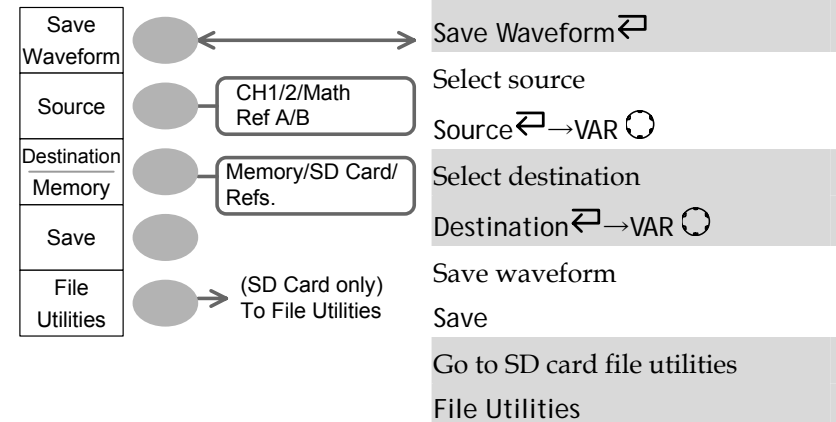 Save
Waveform
Source
Destination
Memory
Save
File
Utilities
CH1/2/Math
Ref A/B
Memory/SD Card/
Refs.
(SD Card only)
To File Utilities
Save Waveform
Select source
Source→VAR
Select destination
Destination→VAR
Save waveform
Save
Go to SD card file utilities
File Utilities